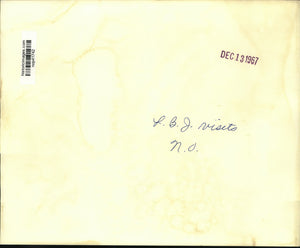 DEC 13 1967
L.B.J. visits
N.O.